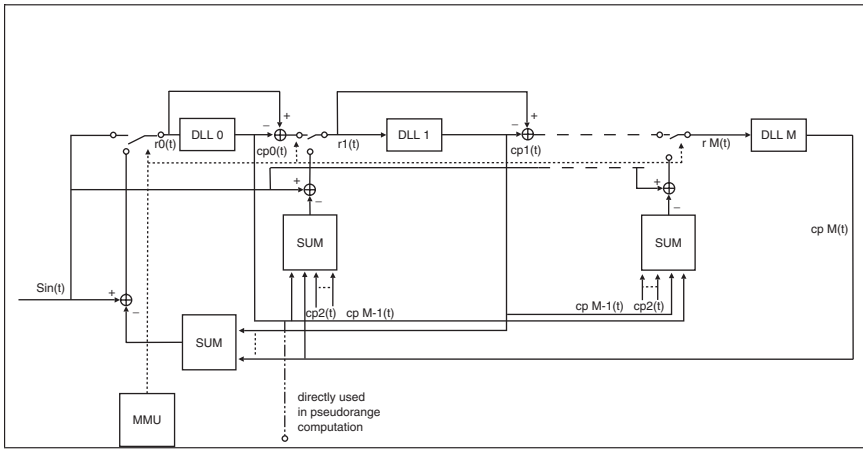 DLL 0
DLL 1
DLL M
r0(t)
cp0(t)
r1(t)
cp1(t)
r M(t)
+
−
+
−
+
−
+
−
SUM
SUM
cp M(t)
Sin(t)
+
−
cp2(t) cp M-1(t)
cp M-1(t) cp2(t)
SUM
MMU
directly used
in pseudorange
computation